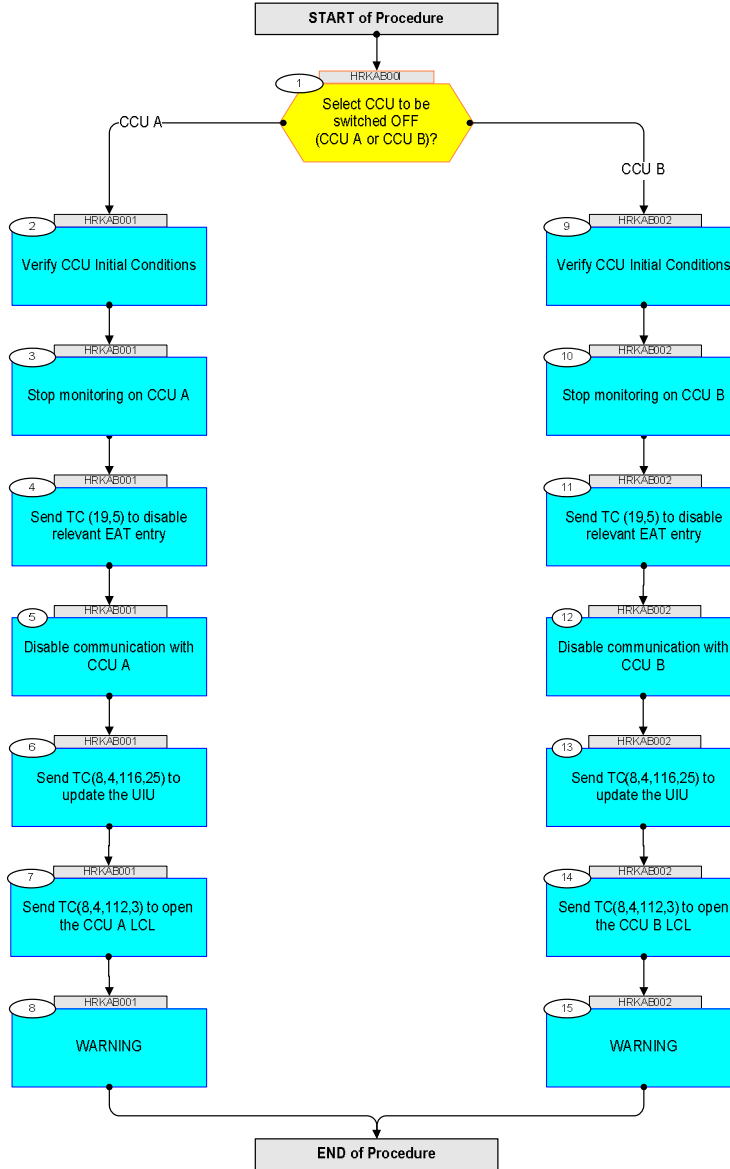 START of Procedure
HRKAB00I
1
Select CCU to be
switched OFF
(CCU A or CCU B)?
CCU A
CCU B
HRKAB001
2
Verify CCU Initial Conditions
HRKAB001
3
Stop monitoring on CCU A
HRKAB001
4
Send TC (19,5) to disable
relevant EAT entry
HRKAB001
5
Disable communication with
CCU A
HRKAB001
6
Send TC(8,4,116,25) to
update the UIU
HRKAB001
7
Send TC(8,4,112,3) to open
the CCU A LCL
HRKAB001
8
WARNING
HRKAB002
9
Verify CCU Initial Conditions
HRKAB002
10
Stop monitoring on CCU B
HRKAB002
11
Send TC (19,5) to disable
relevant EAT entry
HRKAB002
12
Disable communication with
CCU B
HRKAB002
13
Send TC(8,4,116,25) to
update the UIU
HRKAB002
14
Send TC(8,4,112,3) to open
the CCU B LCL
HRKAB002
15
WARNING
END of Procedure